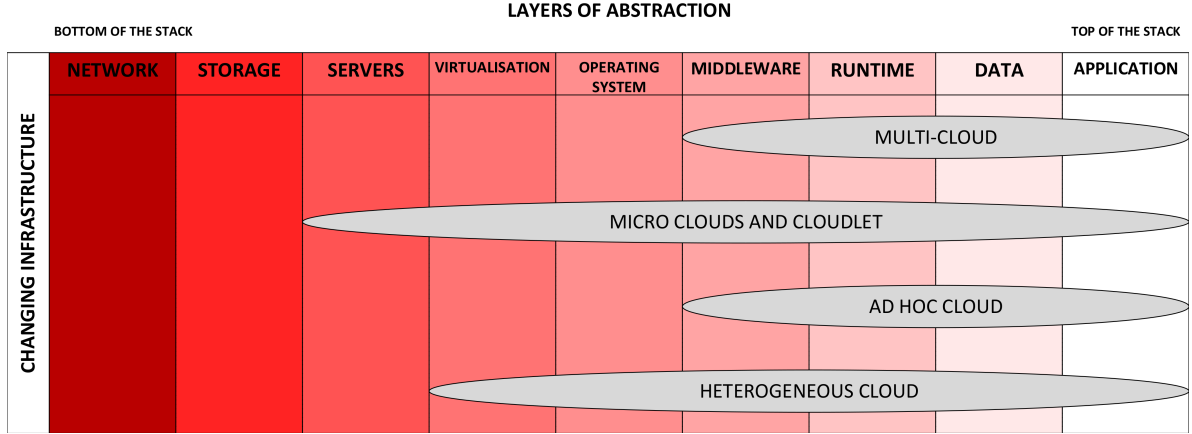 LAYERS OF ABSTRACTION
BOTTOM OF THE STACK
TOP OF THE STACK
NETWORK
STORAGE
SERVERS
VIRTUALISATION
OPERATING
SYSTEM
MIDDLEWARE
RUNTIME
DATA
APPLICATION
CHANGING INFRASTRUCTURE
MULTI-CLOUD
MICRO CLOUDS AND CLOUDLET
AD HOC CLOUD
HETEROGENEOUS CLOUD